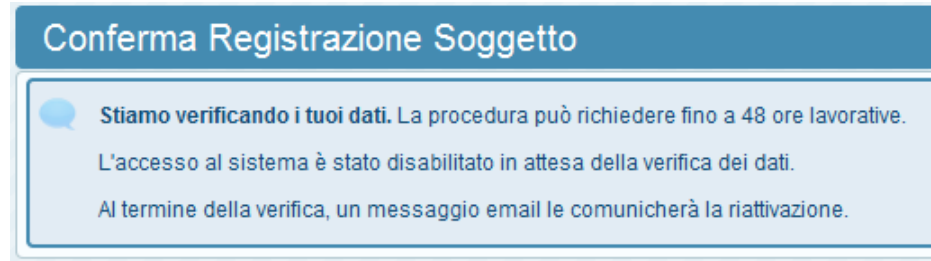 Conferma Registrazione Soggetto
Stiamo verificando i tuoi dati. La procedura può richiedere fino a 48 ore lavorative.
L'accesso al sistema è stato disabilitato in attesa della verifica dei dati.
Al termine della verifica, un messaggio email le comunicherà la riattivazione.